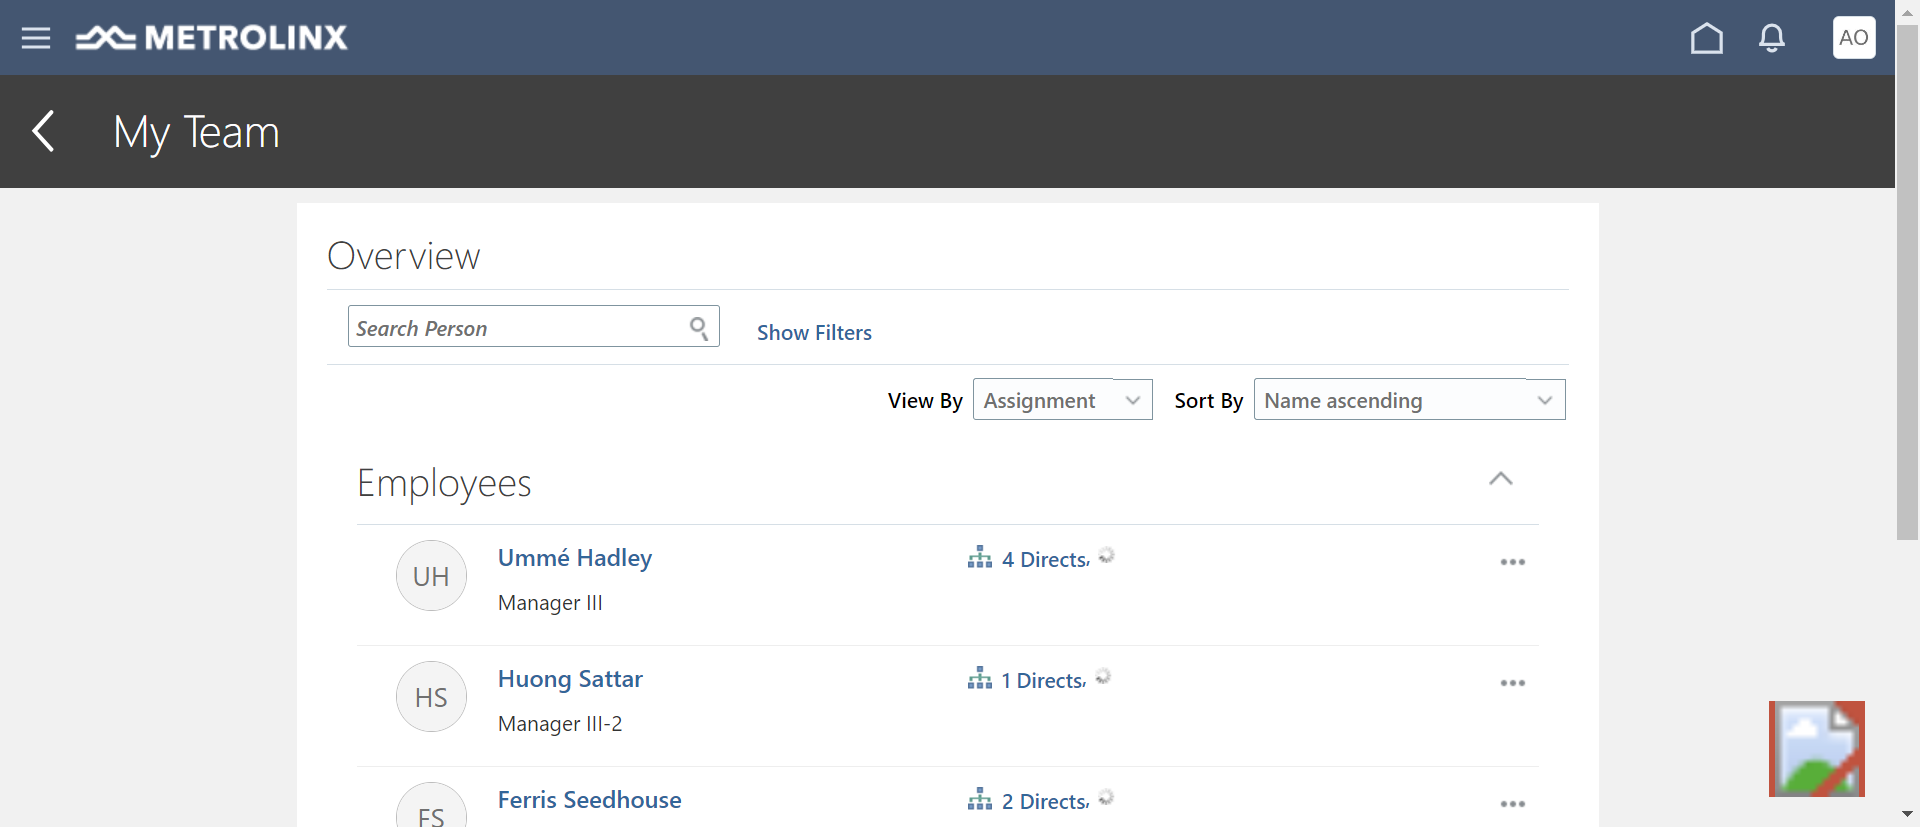 METROLINX
AO
My Team
Overview
Search Person
Show Filters
View By Assignment Sort By Name ascending
Employees
UH
Ummé Hadley
4 Directs,
Manager III
HS
Huong Sattar
1 Directs,
Manager III-2
FS
Ferris Seedhouse
2 Directs,